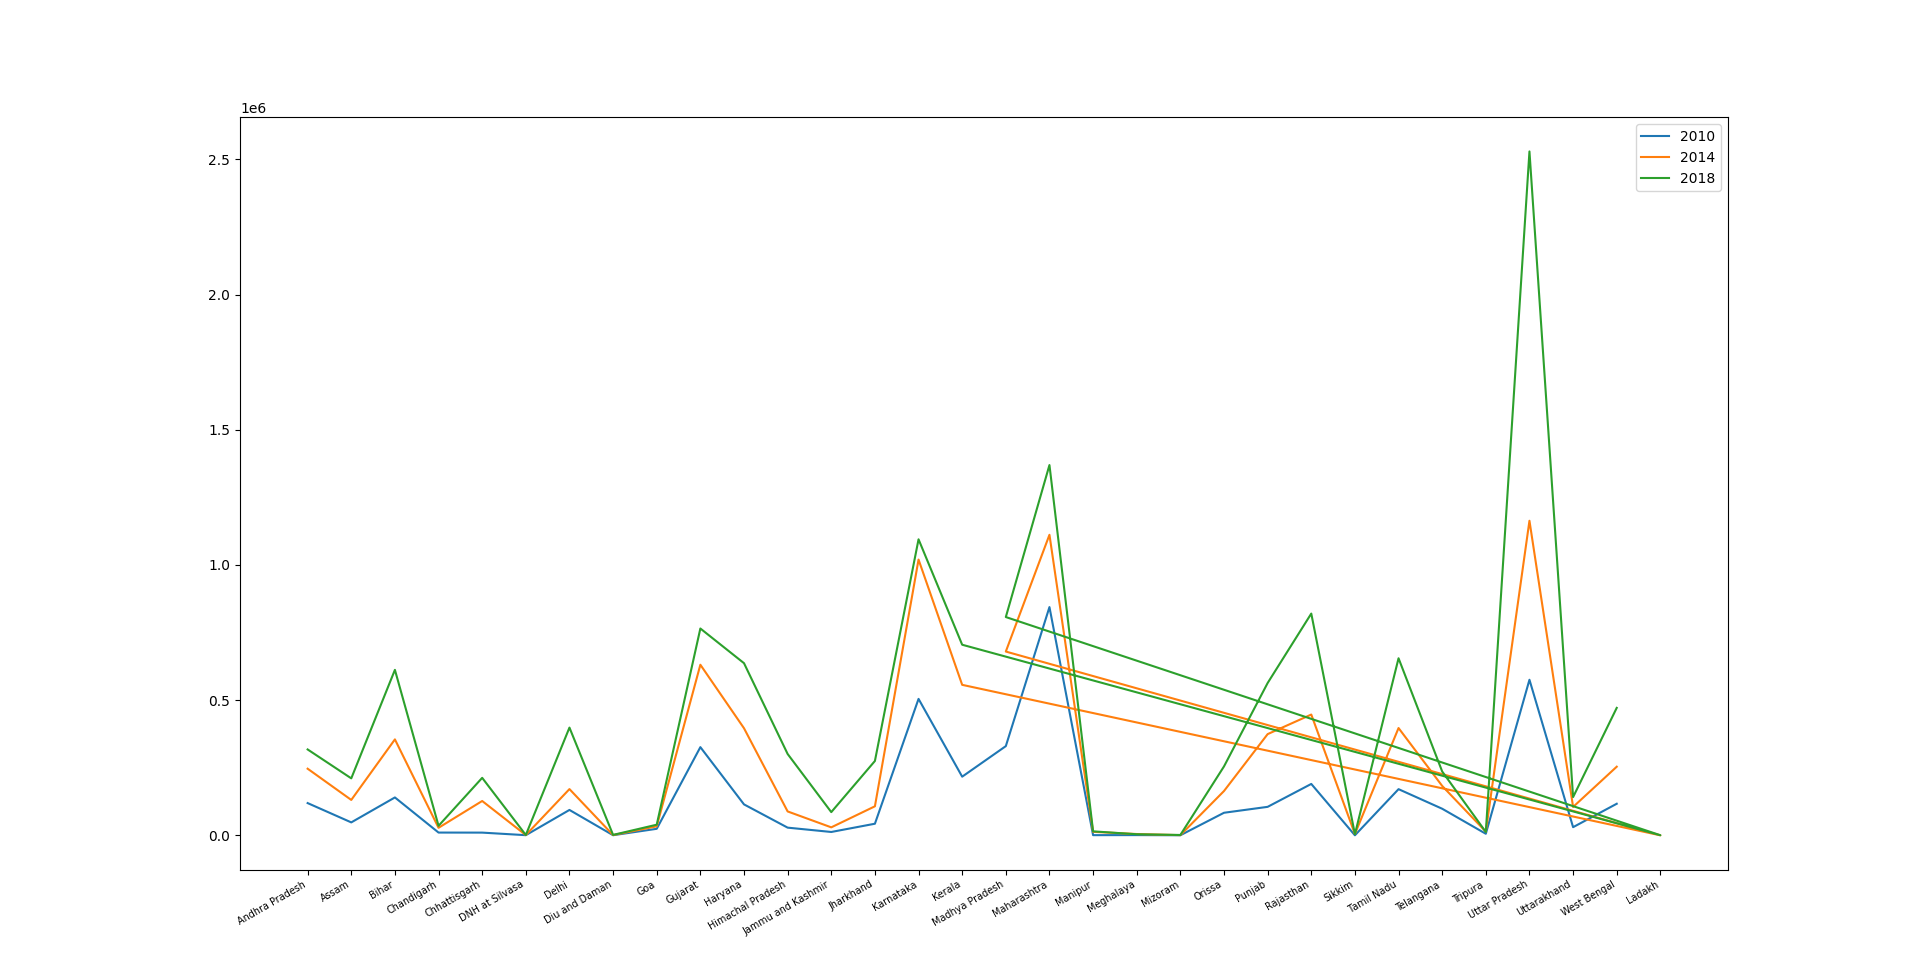 1e6
2.5
2.0
1.5
1.0
0.5
0.0
2010
2014
2018
Andhra Pradesh
Assam
Bihar
Chandigarh
Chhattisgarh
DNH at Silvasa
Delhi
Diu and Daman
Goa
Gujarat
Haryana
Himachal Pradesh
Jammu and Kashmir
Jharkhand
Karnataka
Kerala
Madhya Pradesh
Maharashtra
Manipur
Meghalaya
Mizoram
Orissa
Punjab
Rajasthan
Sikkim
Tamil Nadu
Telangana
Tripura
Uttar Pradesh
Uttarakhand
West Bengal
Ladakh